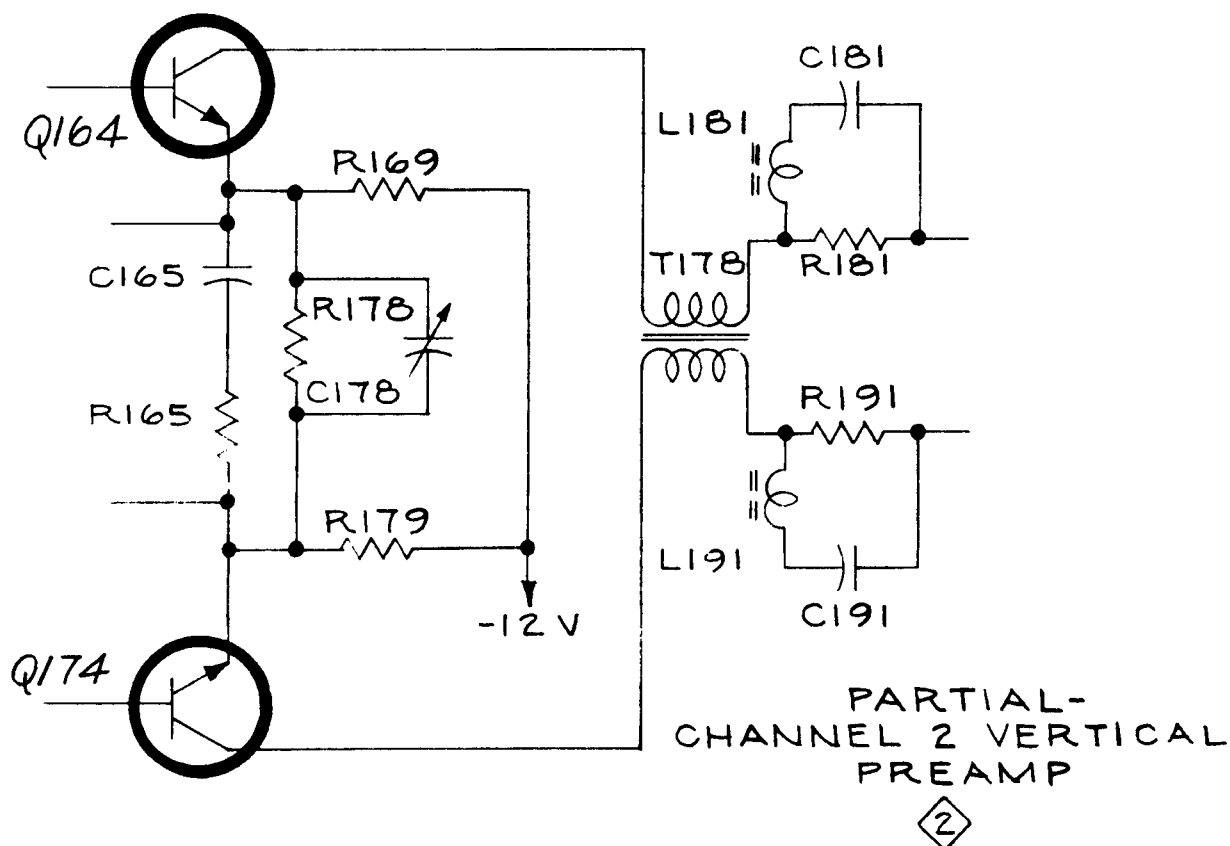 C181
Q164
L181
R169
C165
T178
R181
R178
C178
R191
R165
R179
L191
-12 V
C191
Q174
PARTIAL-
CHANNEL 2 VERTICAL
PREAMP
2